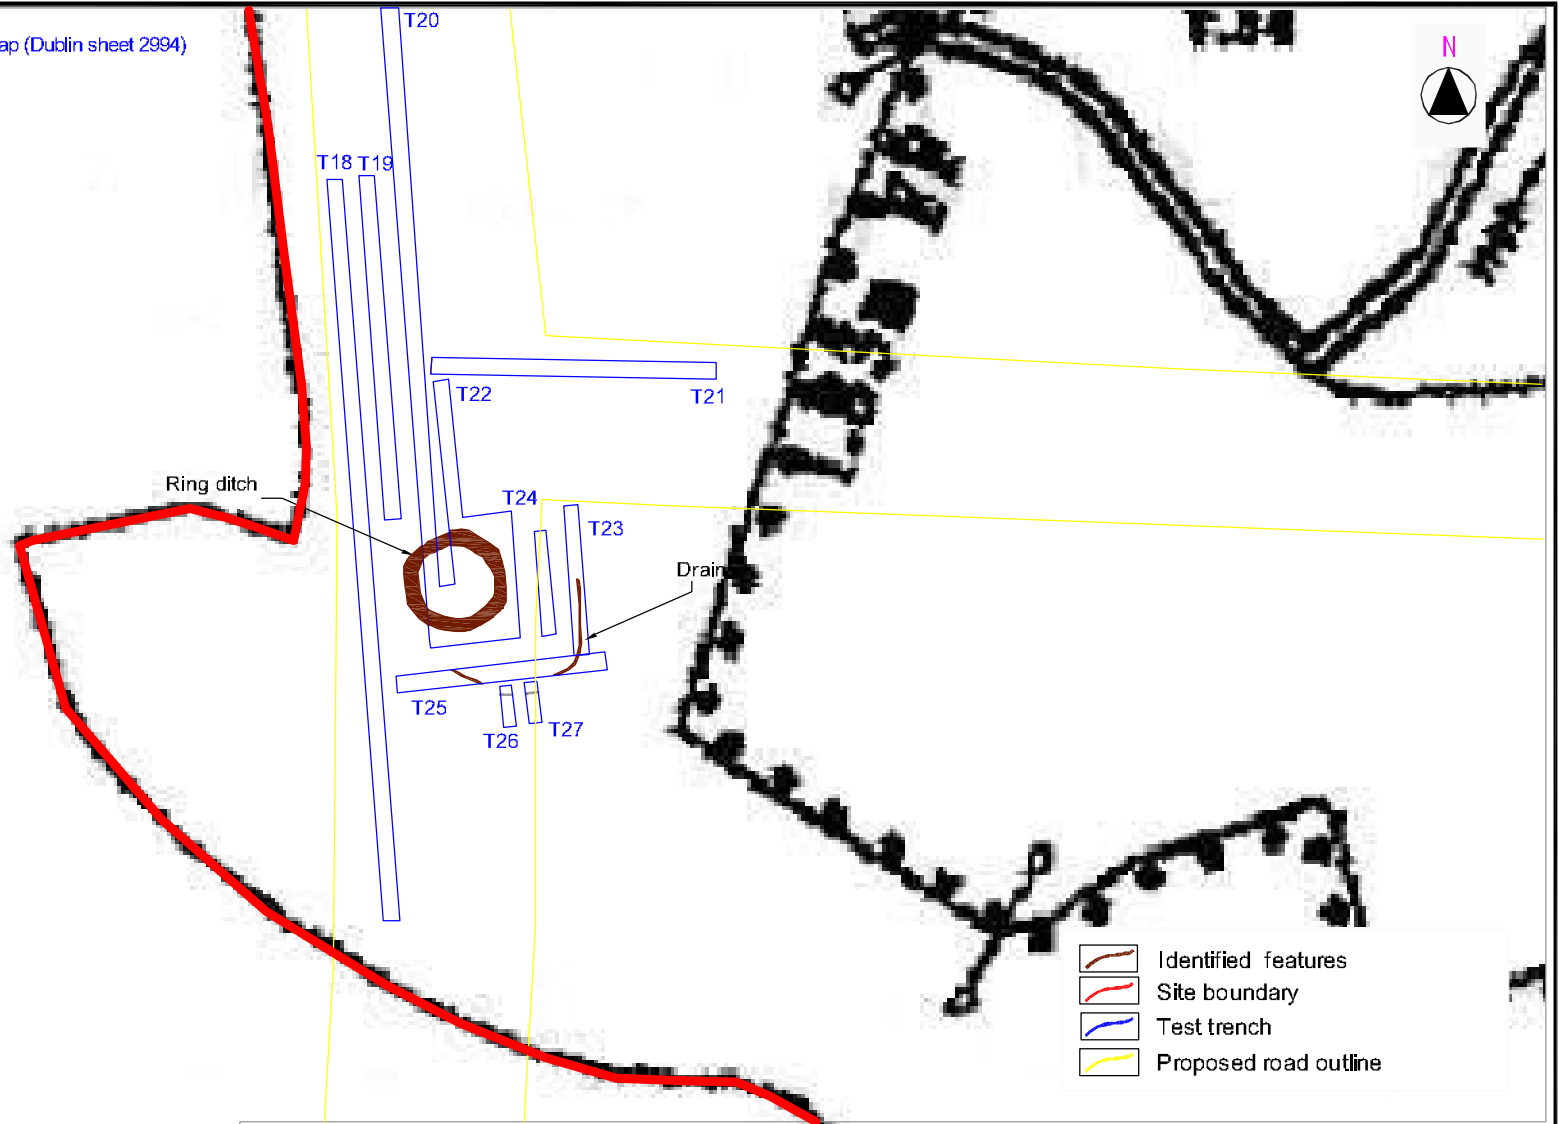 T20
ap (Dublin sheet 2994)
N
T18 T19
T22
T21
Ring ditch
T24
T23
Drain
T25
T26
T27
Identified features
Site boundary
Test trench
Proposed road outline